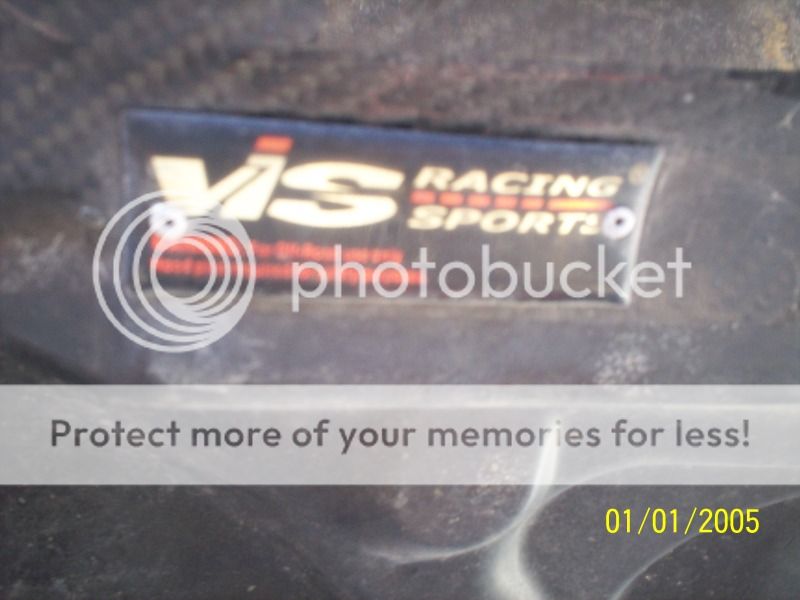 ViS RACING
SPORTS
photobucket
Protect more of your memories for less!
01/01/2005